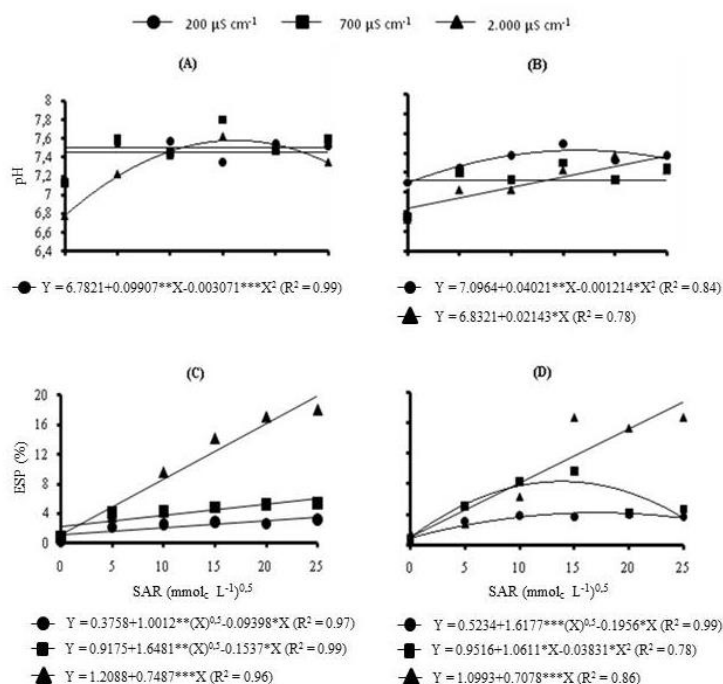 200 µS cm⁻¹ 700 µS cm⁻¹ 2.000 µS cm⁻¹
(A) (B)
8
7,8
7,6
7,4
7,2
7
6,8
6,6
6,4
pH
Y = 6.7821+0.09907**X-0.003071***X² (R² = 0.99)
Y = 7.0964+0.04021**X-0.001214*X² (R² = 0.84)
Y = 6.8321+0.02143*X (R² = 0.78)
(C) (D)
20
16
12
8
4
0
ESP (%)
0 5 10 15 20 25
0 5 10 15 20 25
SAR (mmol_c L⁻¹)⁰,⁵
SAR (mmol_c L⁻¹)⁰,⁵
Y = 0.3758+1.0012**(X)⁰,⁵-0.09398*X (R² = 0.97)
Y = 0.9175+1.6481**(X)⁰,⁵-0.1537*X (R² = 0.99)
Y = 1.2088+0.7487***X (R² = 0.96)
Y = 0.5234+1.6177***(X)⁰,⁵-0.1956*X (R² = 0.99)
Y = 0.9516+1.0611*X-0.03831*X² (R² = 0.78)
Y = 1.0993+0.7078***X (R² = 0.86)